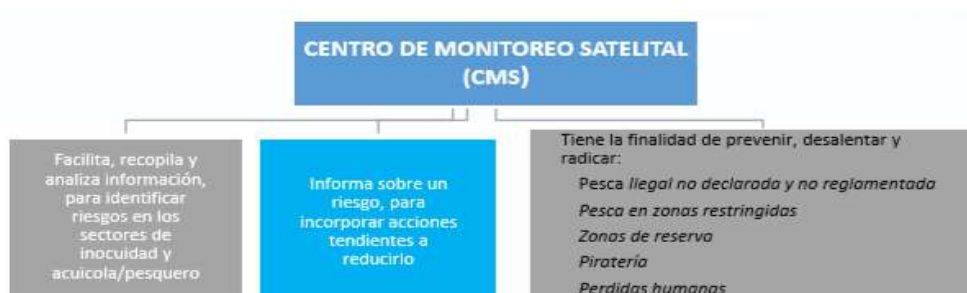 CENTRO DE MONITOREO SATELITAL
(CMS)
Facilita, recopila y
analiza información,
para identificar
riesgos en los
sectores de
inocuidad y
acuicola/pesquero
Informa sobre un
riesgo, para
incorporar acciones
tendientes a
reducirlo
Tiene la finalidad de prevenir, desalentar y
radicar:
Pesca Ilegal no declarada y no reglamentada
Pesca en zonas restringidas
Zonas de reserva
Piratería
Perdidas humanas